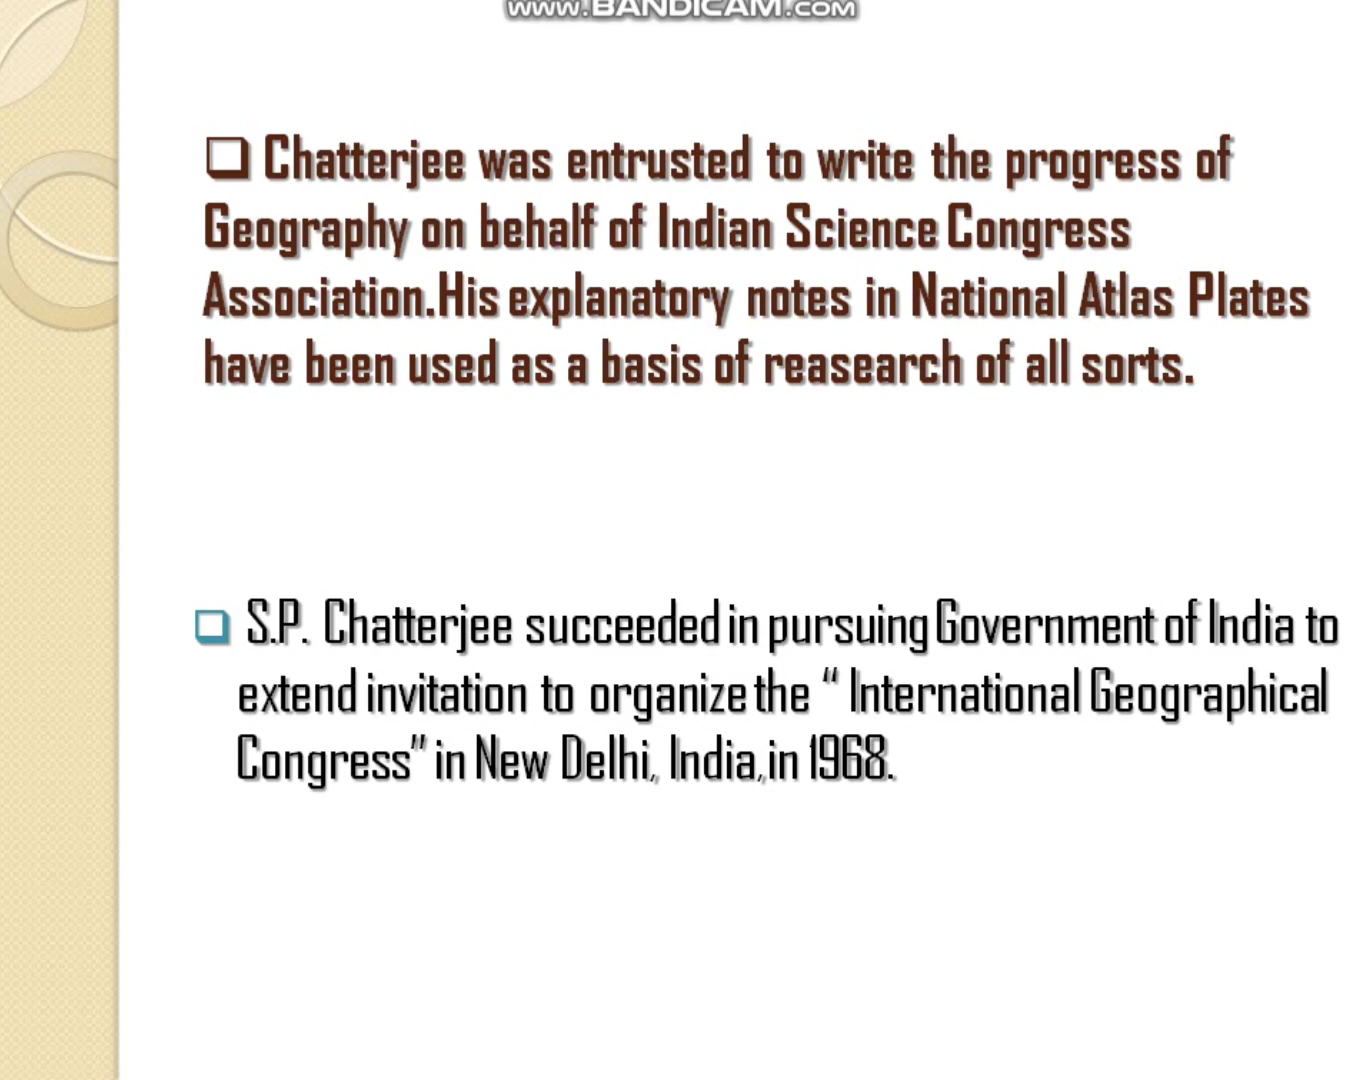 www.BANDICAM.com
❑ Chatterjee was entrusted to write the progress of
Geography on behalf of Indian Science Congress
Association.His explanatory notes in National Atlas Plates
have been used as a basis of reasearch of all sorts.
❑ S.P. Chatterjee succeeded in pursuing Government of India to
extend invitation to organize the “ International Geographical
Congress” in New Delhi, India,in 1968.